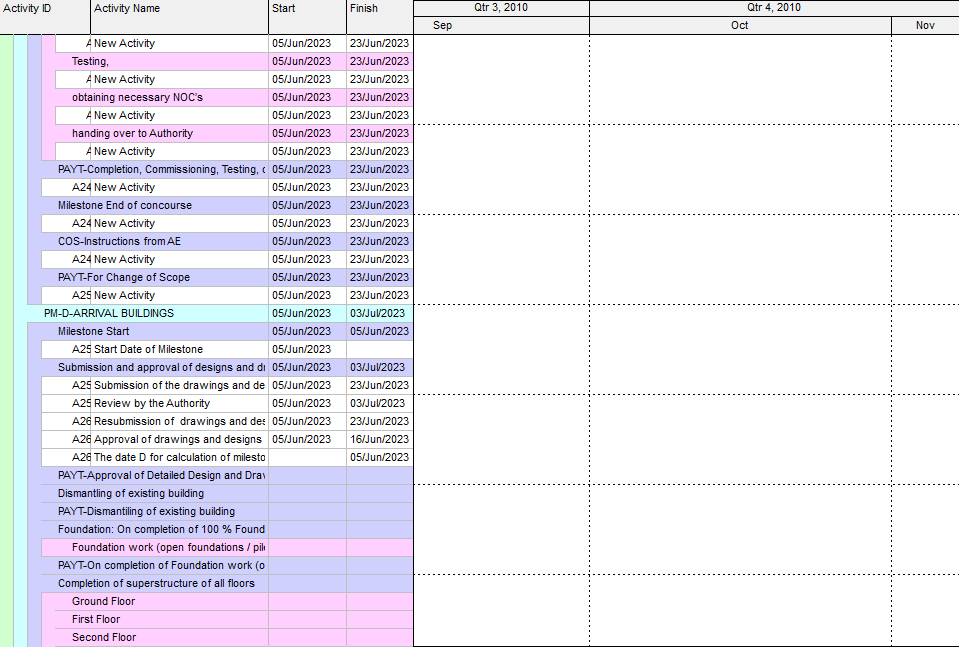 Activity ID Activity Name Start Finish Qtr 3, 2010 Qtr 4, 2010
Sep Oct Nov
A New Activity 05/Jun/2023 23/Jun/2023
Testing, 05/Jun/2023 23/Jun/2023
A New Activity 05/Jun/2023 23/Jun/2023
obtaining necessary NOC's 05/Jun/2023 23/Jun/2023
A New Activity 05/Jun/2023 23/Jun/2023
handing over to Authority 05/Jun/2023 23/Jun/2023
A New Activity 05/Jun/2023 23/Jun/2023
PAYT-Completion, Commissioning, Testing, 05/Jun/2023 23/Jun/2023
A24 New Activity 05/Jun/2023 23/Jun/2023
Milestone End of concourse 05/Jun/2023 23/Jun/2023
A24 New Activity 05/Jun/2023 23/Jun/2023
COS-Instructions from AE 05/Jun/2023 23/Jun/2023
A24 New Activity 05/Jun/2023 23/Jun/2023
PAYT-For Change of Scope 05/Jun/2023 23/Jun/2023
A25 New Activity 05/Jun/2023 23/Jun/2023
PM-D-ARRIVAL BUILDINGS 05/Jun/2023 03/Jul/2023
Milestone Start 05/Jun/2023 05/Jun/2023
A25 Start Date of Milestone 05/Jun/2023
Submission and approval of designs and dr 05/Jun/2023 03/Jul/2023
A25 Submission of the drawings and de 05/Jun/2023 23/Jun/2023
A25 Review by the Authority 05/Jun/2023 03/Jul/2023
A26 Resubmission of drawings and des 05/Jun/2023 23/Jun/2023
A26 Approval of drawings and designs 05/Jun/2023 16/Jun/2023
A26 The date D for calculation of milesto 05/Jun/2023
PAYT-Approval of Detailed Design and Draw
Dismantling of existing building
PAYT-Dismantiling of existing building
Foundation: On completion of 100 % Found
Foundation work (open foundations / pil
PAYT-On completion of Foundation work (o
Completion of superstructure of all floors
Ground Floor
First Floor
Second Floor